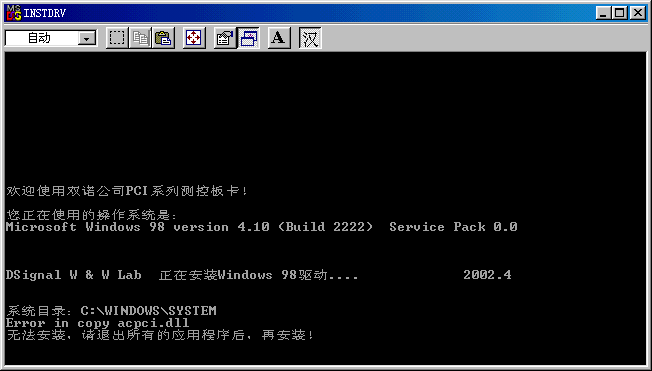 INSTDRV
自动
A
汉
欢迎使用双诺公司PCI系列测控板卡!
您正在使用的操作系统是:
Microsoft Windows 98 version 4.10 (Build 2222)  Service Pack 0.0
DSignal W & W Lab  正在安装Windows 98驱动....             2002.4
系统目录: C:\WINDOWS\SYSTEM
Error in copy acpci.dll
无法安装, 请退出所有的应用程序后, 再安装!